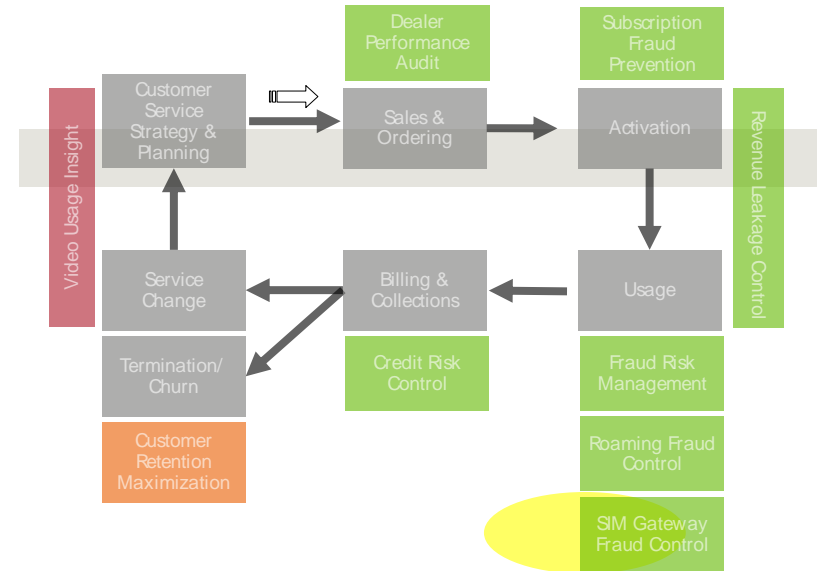 Dealer
Performance
Audit
Subscription
Fraud
Prevention
Customer
Service
Strategy &
Planning
Sales &
Ordering
Activation
Video Usage Insight
Revenue Leakage Control
Service
Change
Billing &
Collections
Usage
Termination/
Churn
Credit Risk
Control
Fraud Risk
Management
Customer
Retention
Maximization
Roaming Fraud
Control
SIM Gateway
Fraud Control